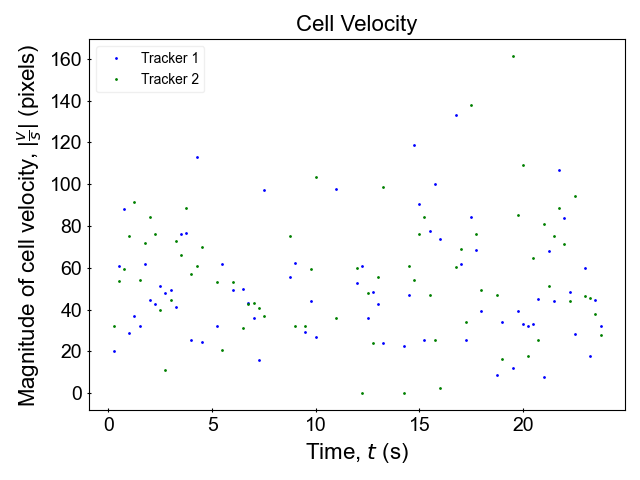 Cell Velocity
Tracker 1
Tracker 2
Magnitude of cell velocity, |v/s| (pixels)
160
140
120
100
80
60
40
20
0
0 5 10 15 20
Time, t (s)